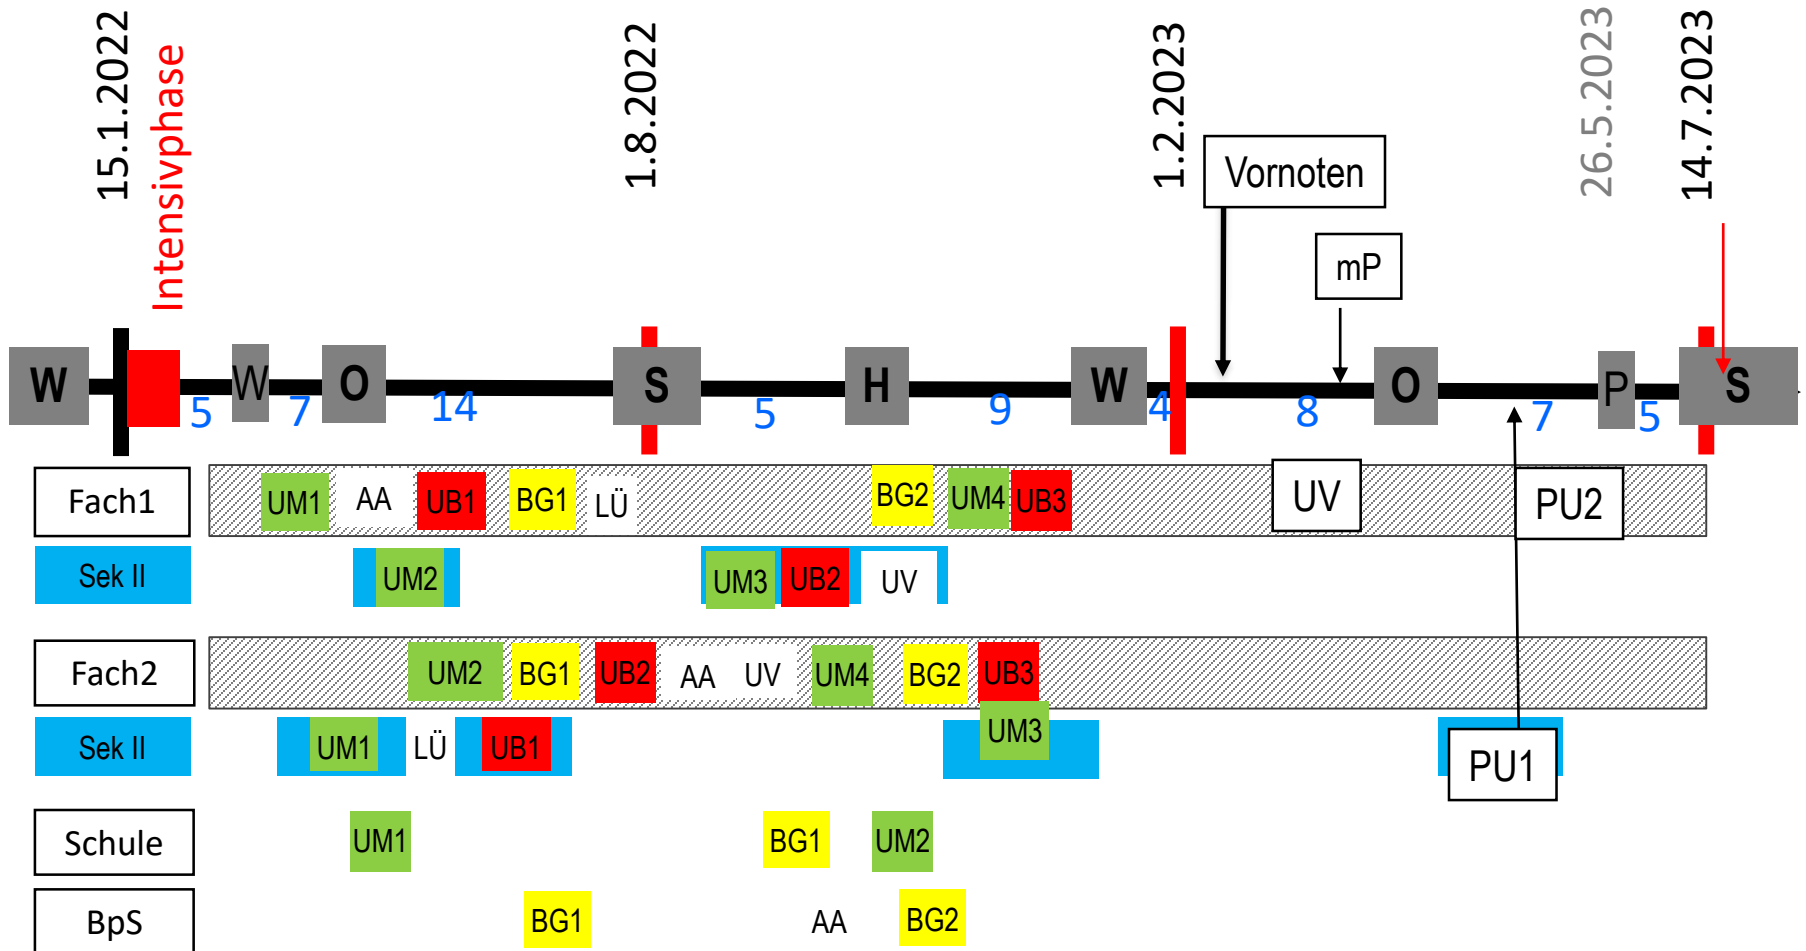 15.1.2022
Intensivphase
1.8.2022
1.2.2023
26.5.2023
14.7.2023
Vornoten
mP
W W O S H W O P S
5 7 14 5 9 4 8 7 5
Fach1 UM1 AA UB1 BG1 LÜ BG2 UM4 UB3 UV PU2
Sek II UM2 UM3 UB2 UV
Fach2 UM2 BG1 UB2 AA UV UM4 BG2 UB3
Sek II UM1 LÜ UB1 UM3 PU1
Schule UM1 BG1 UM2
BpS BG1 AA BG2